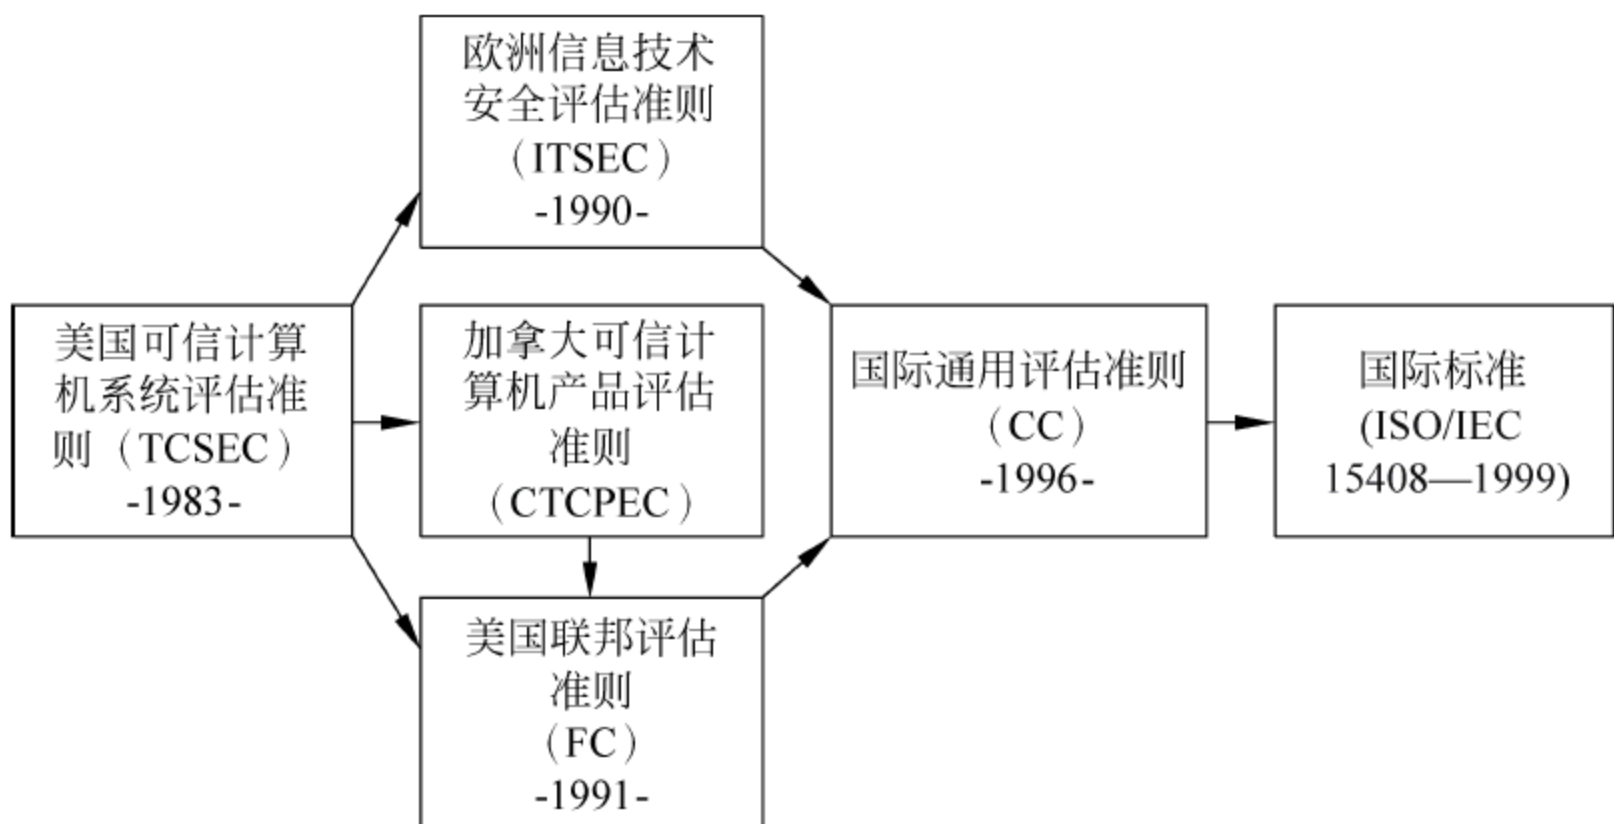 欧洲信息技术
安全评估准则
（ITSEC）
-1990-
美国可信计算
机系统评估准
则（TCSEC）
-1983-
加拿大可信计
算机产品评估
准则
（CTCPEC）
国际通用评估准则
（CC）
-1996-
国际标准
(ISO/IEC
15408—1999)
美国联邦评估
准则
（FC）
-1991-